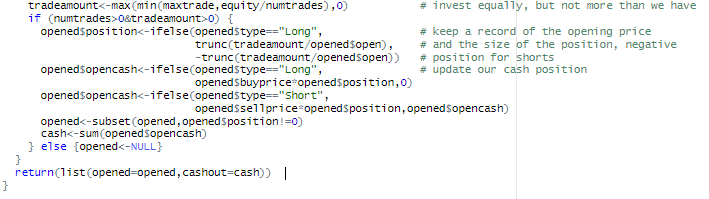 tradeamount<-max(min(maxtrade,equity/numtrades),0) # invest equally, but not more than we have
if (numtrades>0&tradeamount>0) {
opened$position<-ifelse(opened$type=="Long", # keep a record of the opening price
trunc(tradeamount/opened$open), # and the size of the position, negative
-trunc(tradeamount/opened$open)) # position for shorts
opened$opencash<-ifelse(opened$type=="Long", # update our cash position
opened$buyprice*opened$position,0)
opened$opencash<-ifelse(opened$type=="Short",
opened$sellprice*opened$position,opened$opencash)
opened<-subset(opened,opened$position!=0)
cash<-sum(opened$opencash)
} else {opened<-NULL}
}
return(list(opened=opened,cashout=cash))
}